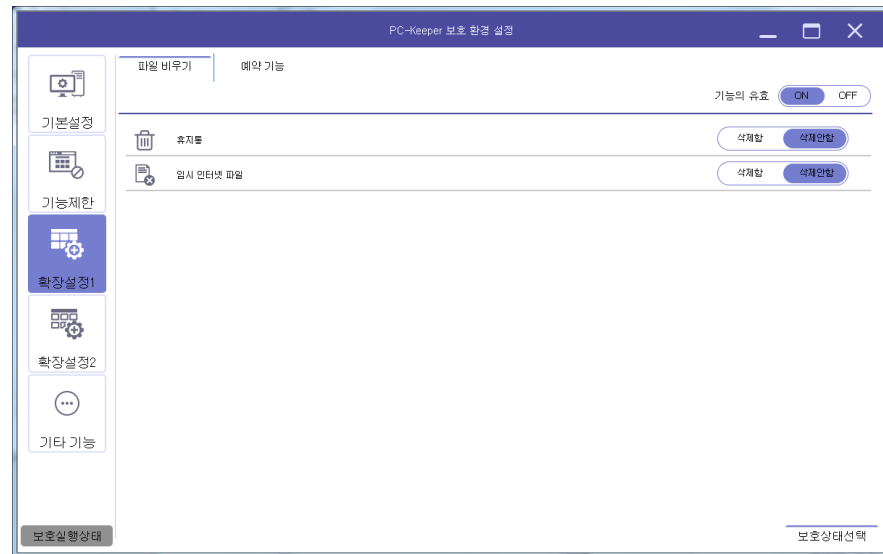 PC-Keeper 보호 환경 설정
파일 비우기 예약 기능
기능의 유효 ON OFF
기본설정
휴지통 삭제함 삭제안함
임시 인터넷 파일 삭제함 삭제안함
기능제한
확장설정1
확장설정2
기타 기능
보호실행상태
보호상태선택